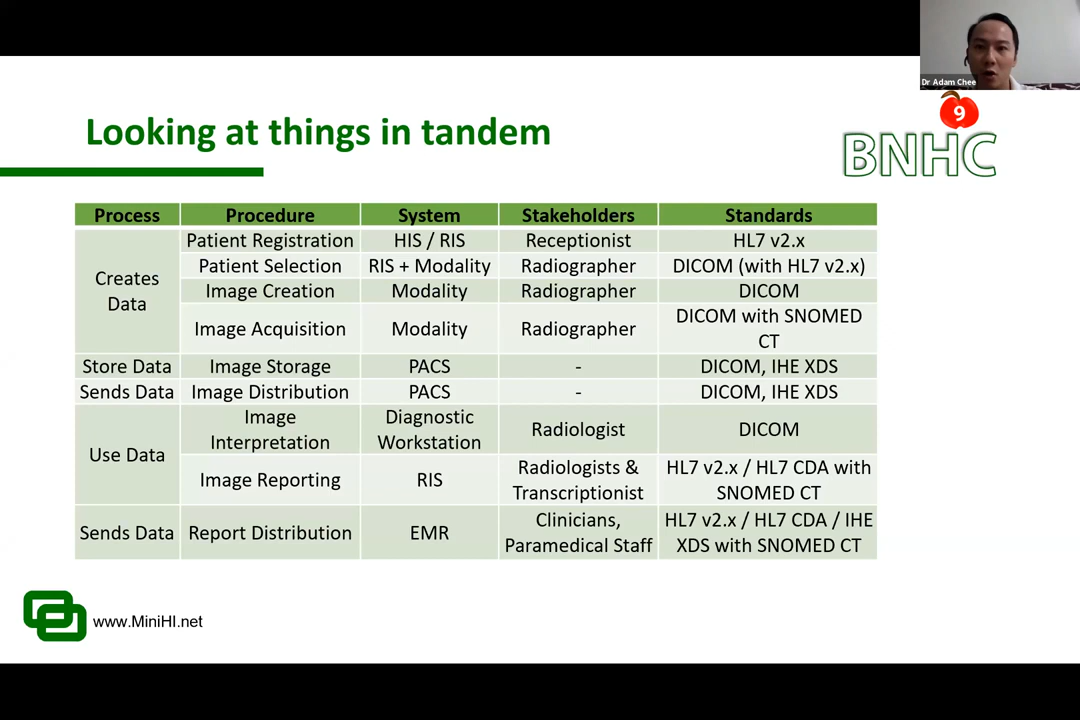 Dr Adam Chee
9
BNHC
Looking at things in tandem
Process Procedure System Stakeholders Standards
Creates Data Patient Registration HIS / RIS Receptionist HL7 v2.x
Patient Selection RIS + Modality Radiographer DICOM (with HL7 v2.x)
Image Creation Modality Radiographer DICOM
Image Acquisition Modality Radiographer DICOM with SNOMED CT
Store Data Image Storage PACS - DICOM, IHE XDS
Sends Data Image Distribution PACS - DICOM, IHE XDS
Use Data Image Interpretation Diagnostic Workstation Radiologist DICOM
Image Reporting RIS Radiologists & Transcriptionist HL7 v2.x / HL7 CDA with SNOMED CT
Sends Data Report Distribution EMR Clinicians, Paramedical Staff HL7 v2.x / HL7 CDA / IHE XDS with SNOMED CT
www.MiniHI.net